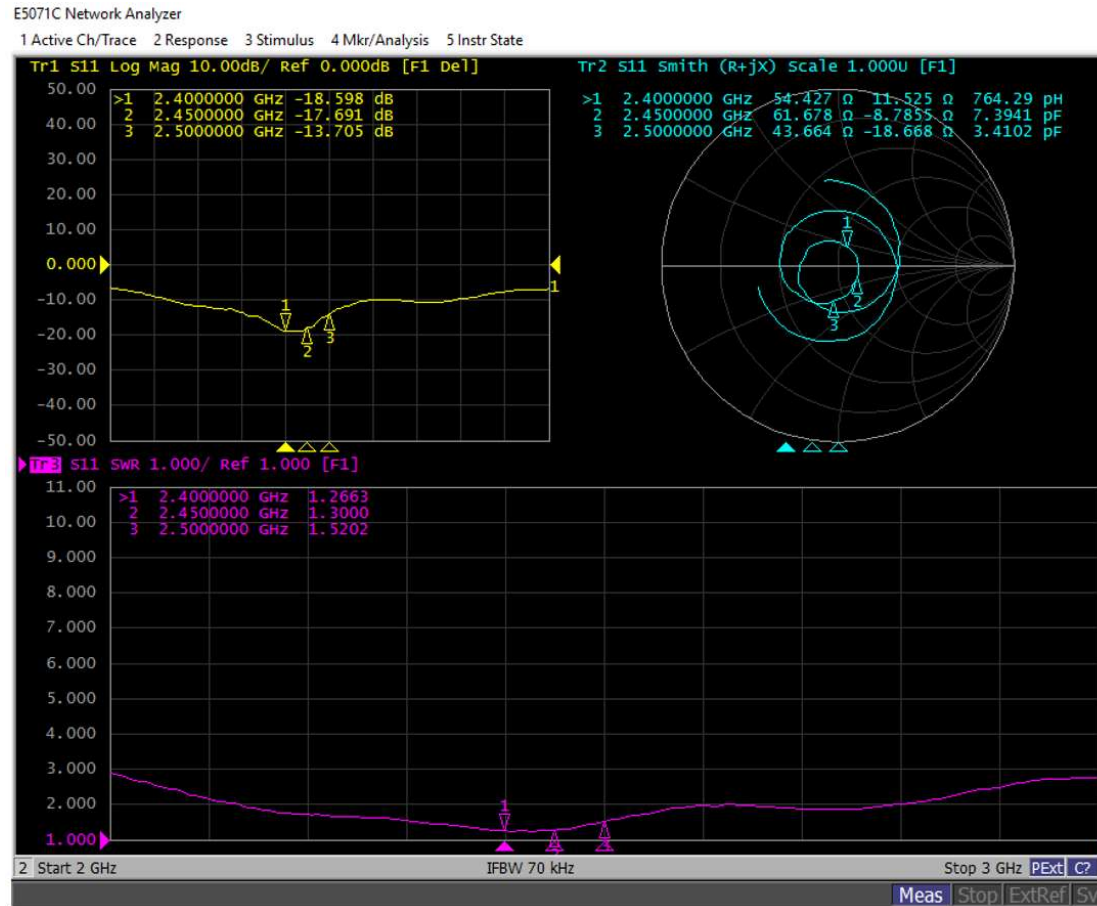 E5071C Network Analyzer
1 Active Ch/Trace 2 Response 3 Stimulus 4 Mkr/Analysis 5 Instr State
Tr1 S11 Log Mag 10.00dB/ Ref 0.000dB [F1 Del]
50.00
40.00
30.00
20.00
10.00
0.000
-10.00
-20.00
-30.00
-40.00
-50.00
>1 2.4000000 GHz -18.598 dB
2 2.4500000 GHz -17.691 dB
3 2.5000000 GHz -13.705 dB
1
2
3
1
Tr2 S11 Smith (R+jX) Scale 1.000U [F1]
>1 2.4000000 GHz 54.427 Ω 11.525 Ω 764.29 pH
2 2.4500000 GHz 61.678 Ω -8.7855 Ω 7.3941 pF
3 2.5000000 GHz 43.664 Ω -18.668 Ω 3.4102 pF
1
2
3
Tr3 S11 SWR 1.000/ Ref 1.000 [F1]
11.00
10.00
9.000
8.000
7.000
6.000
5.000
4.000
3.000
2.000
1.000
>1 2.4000000 GHz 1.2663
2 2.4500000 GHz 1.3000
3 2.5000000 GHz 1.5202
1
2 Start 2 GHz IFBW 70 kHz Stop 3 GHz PExt C?
Meas Stop ExtRef Sv